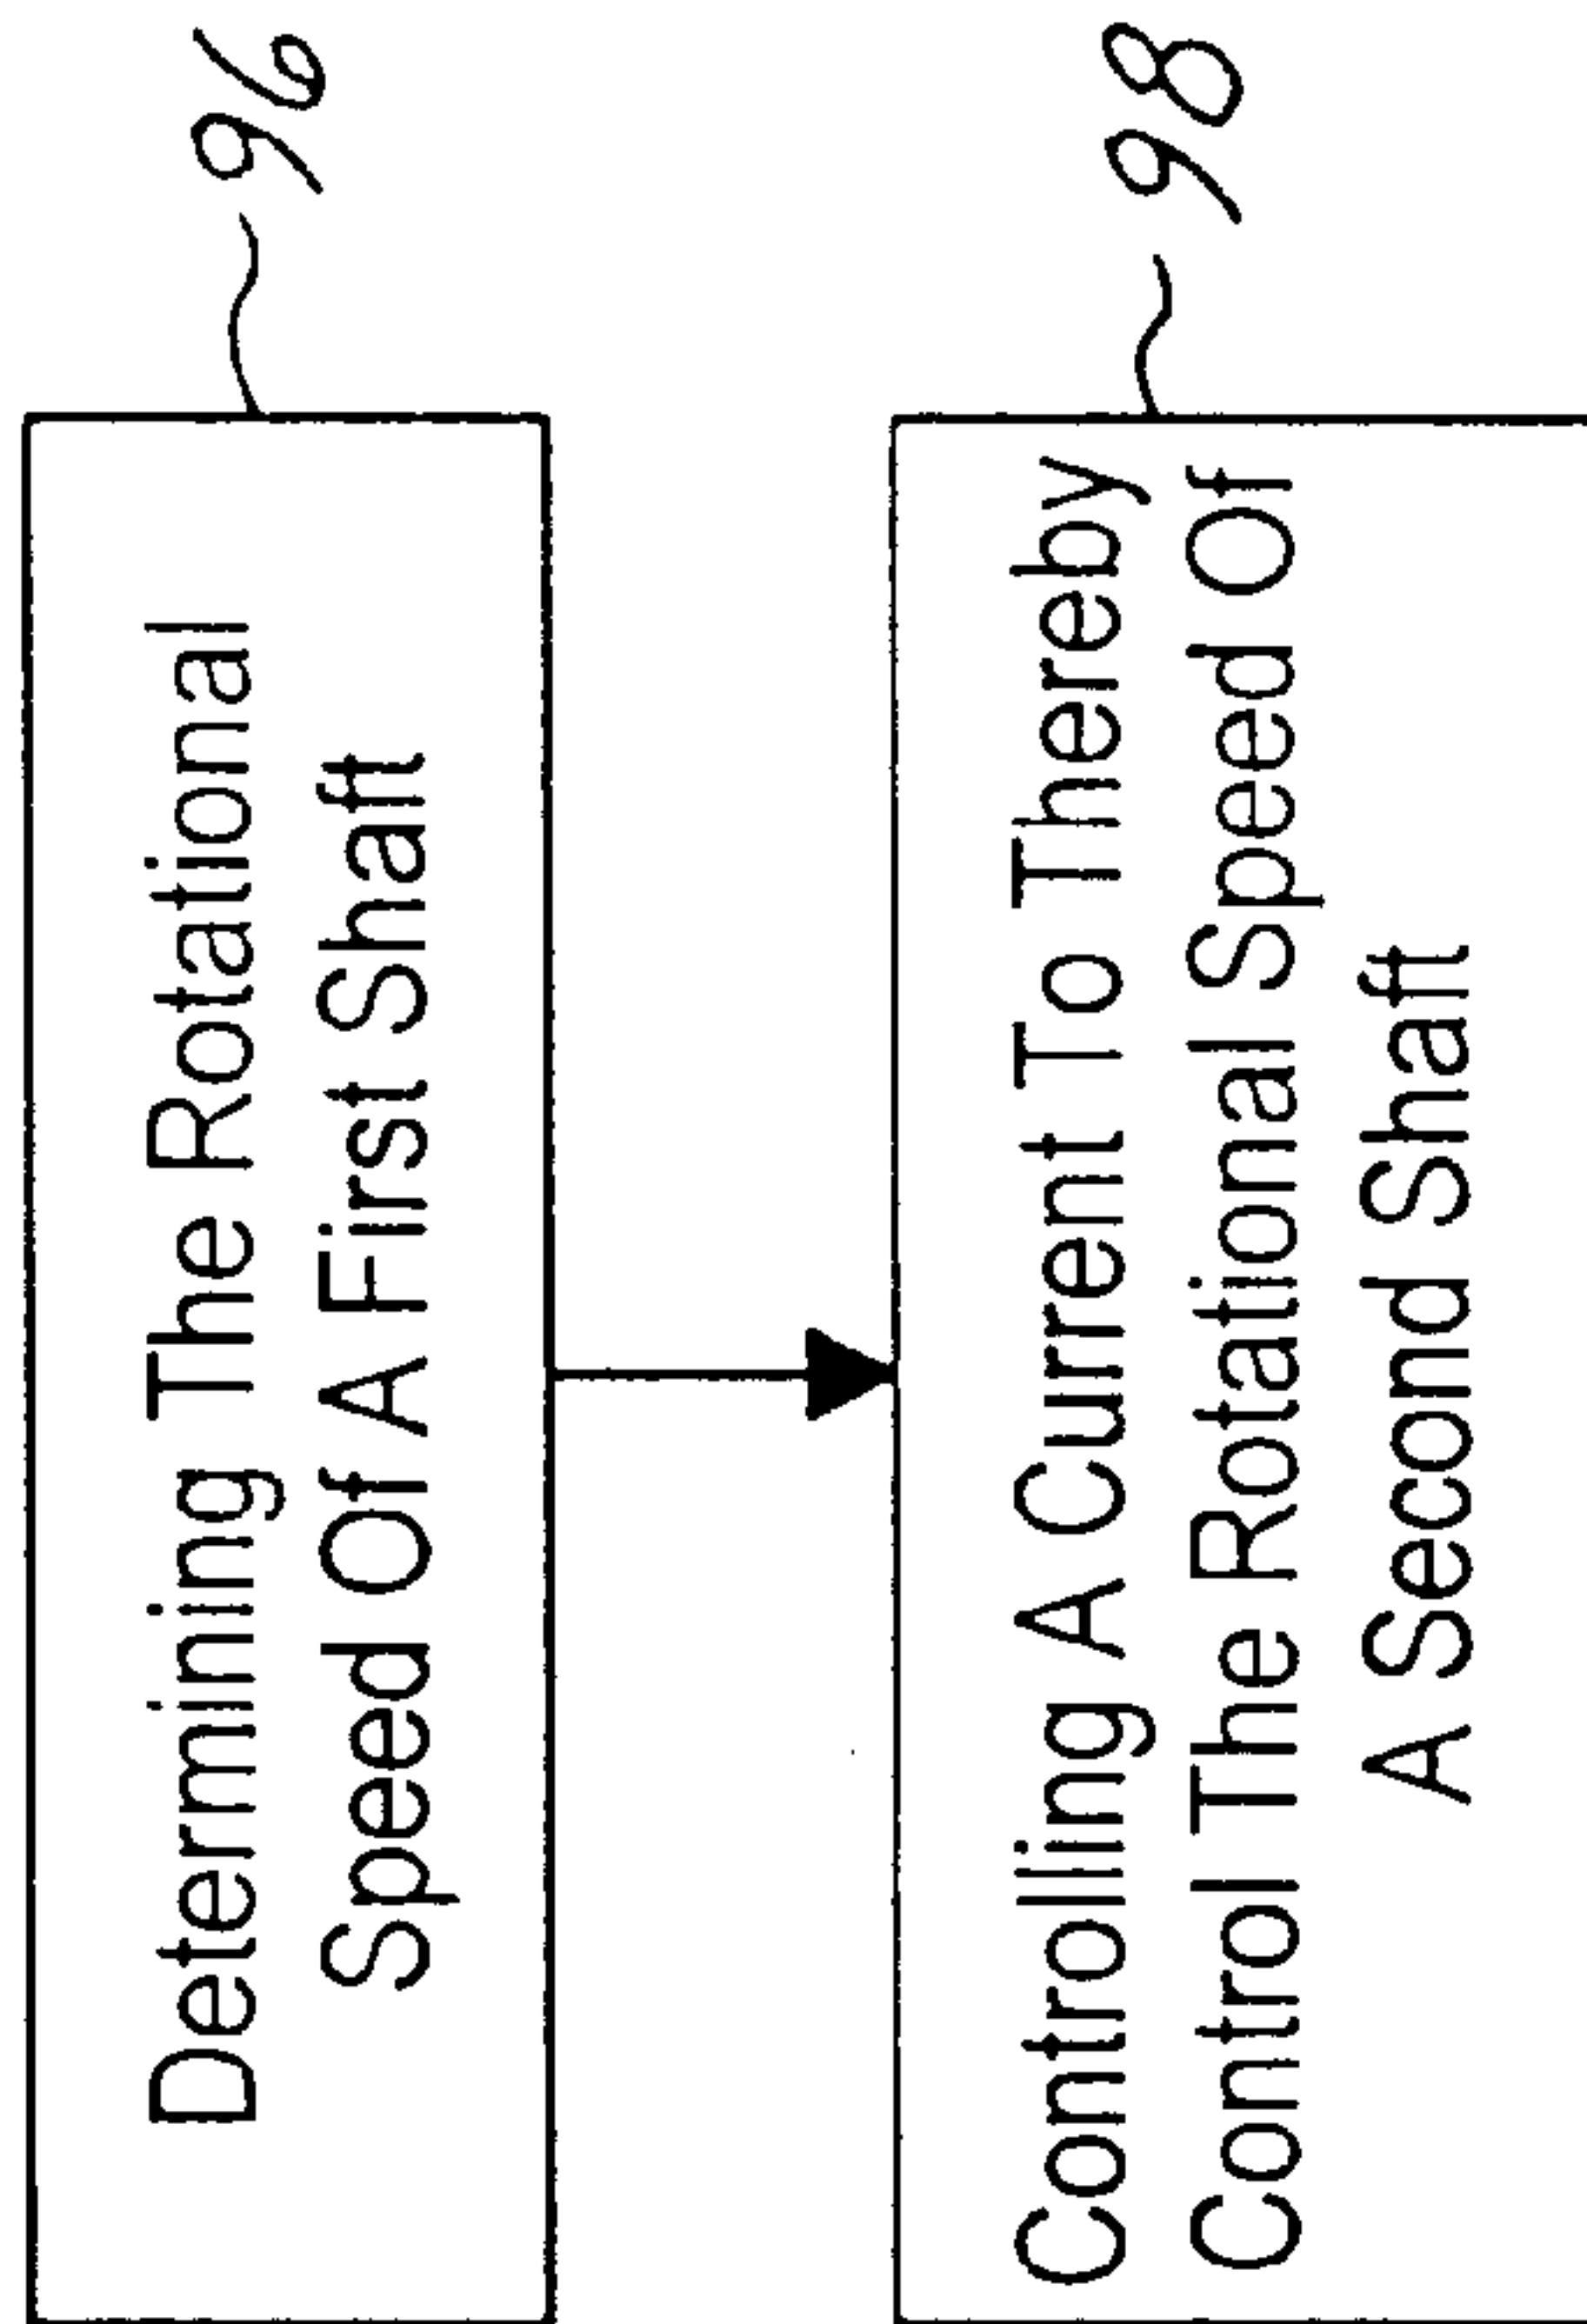 Determining The Rotational
Speed Of A First Shaft
96
Controlling A Current To Thereby
Control The Rotational Speed Of
A Second Shaft
98